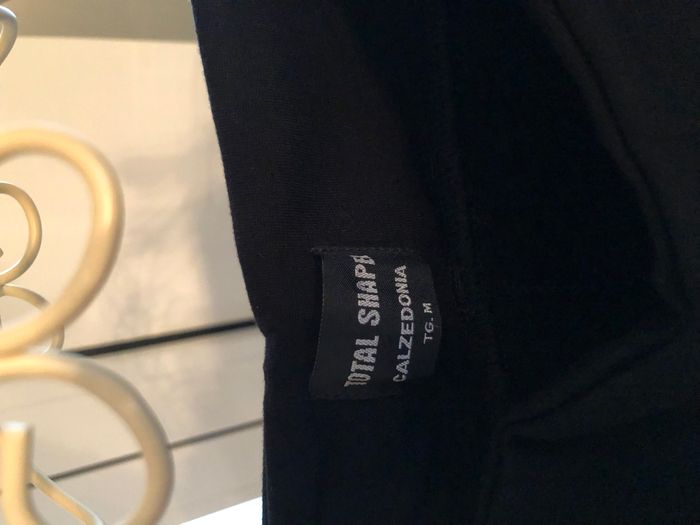 TOTAL SHAPE
CALZEDONIA
TG. M